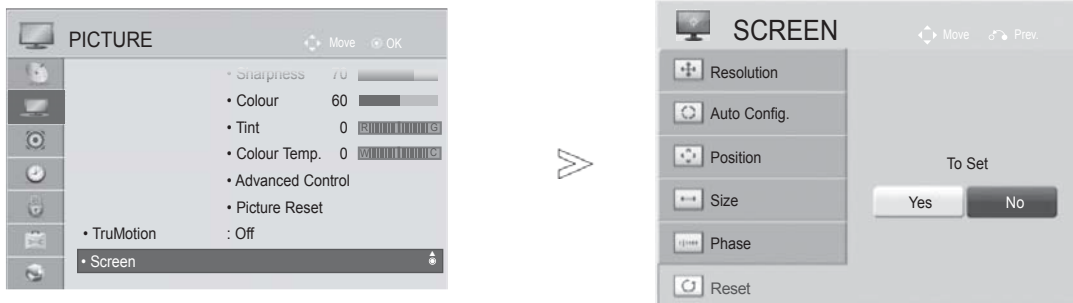 PICTURE
Move OK
• Sharpness 70
• Colour 60
• Tint 0 R G
• Colour Temp. 0 W C
• Advanced Control
• Picture Reset
• TruMotion : Off
• Screen
SCREEN
Move Prev.
Resolution
Auto Config.
Position
Size
Phase
Reset
To Set
Yes No